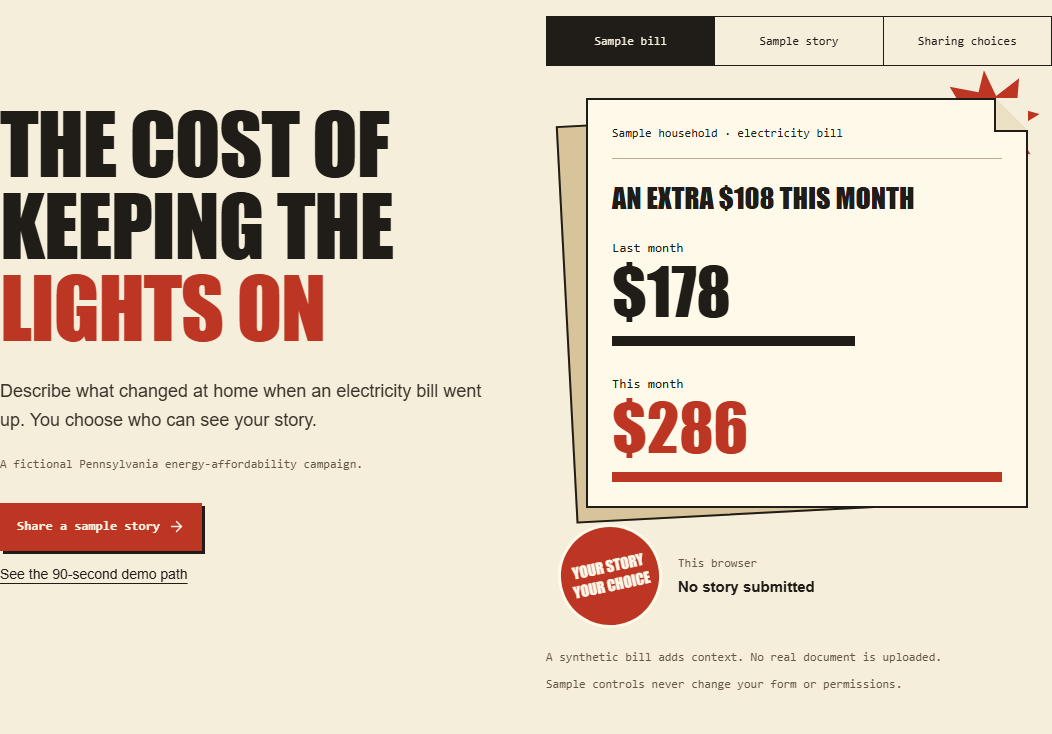 THE COST OF
KEEPING THE
LIGHTS ON
Describe what changed at home when an electricity bill went
up. You choose who can see your story.
A fictional Pennsylvania energy-affordability campaign.
Share a sample story →
See the 90-second demo path
Sample bill
Sample story
Sharing choices
Sample household · electricity bill
AN EXTRA $108 THIS MONTH
Last month
$178
This month
$286
YOUR STORY
YOUR CHOICE
This browser
No story submitted
A synthetic bill adds context. No real document is uploaded.
Sample controls never change your form or permissions.